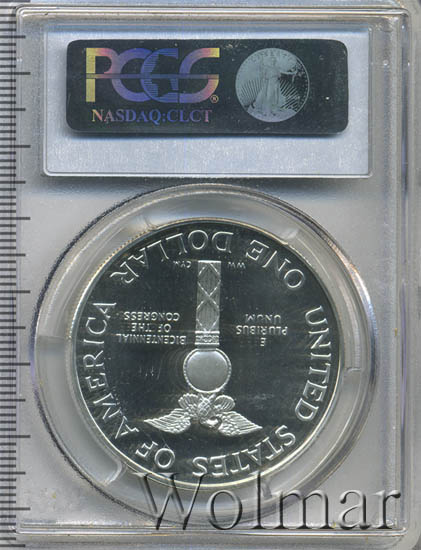 PCGS
NASDAQ:CLCT
UNITED STATES OF AMERICA
ONE DOLLAR
E
PLURIBUS
UNUM
BICENTENNIAL
OF THE
CONGRESS
Wolmar